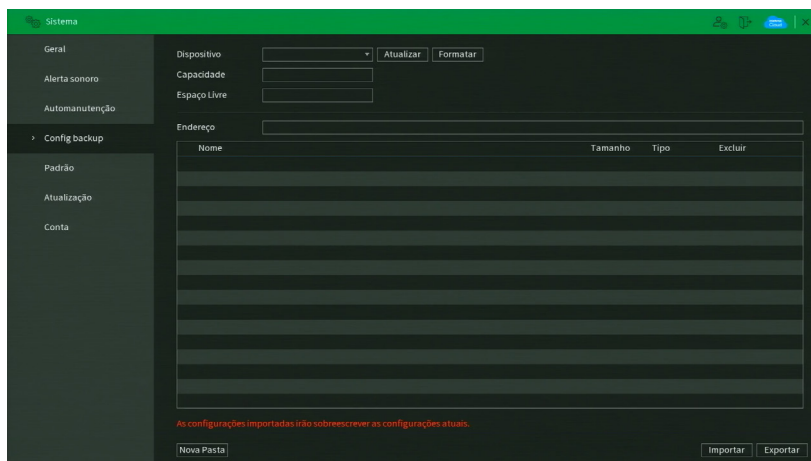 Sistema
Geral
Alerta sonoro
Automanutenção
Config backup
Padrão
Atualização
Conta
Dispositivo Atualizar Formatar
Capacidade
Espaço Livre
Endereço
Nome Tamanho Tipo Excluir
As configurações importadas irão sobreescrever as configurações atuais.
Nova Pasta Importar Exportar